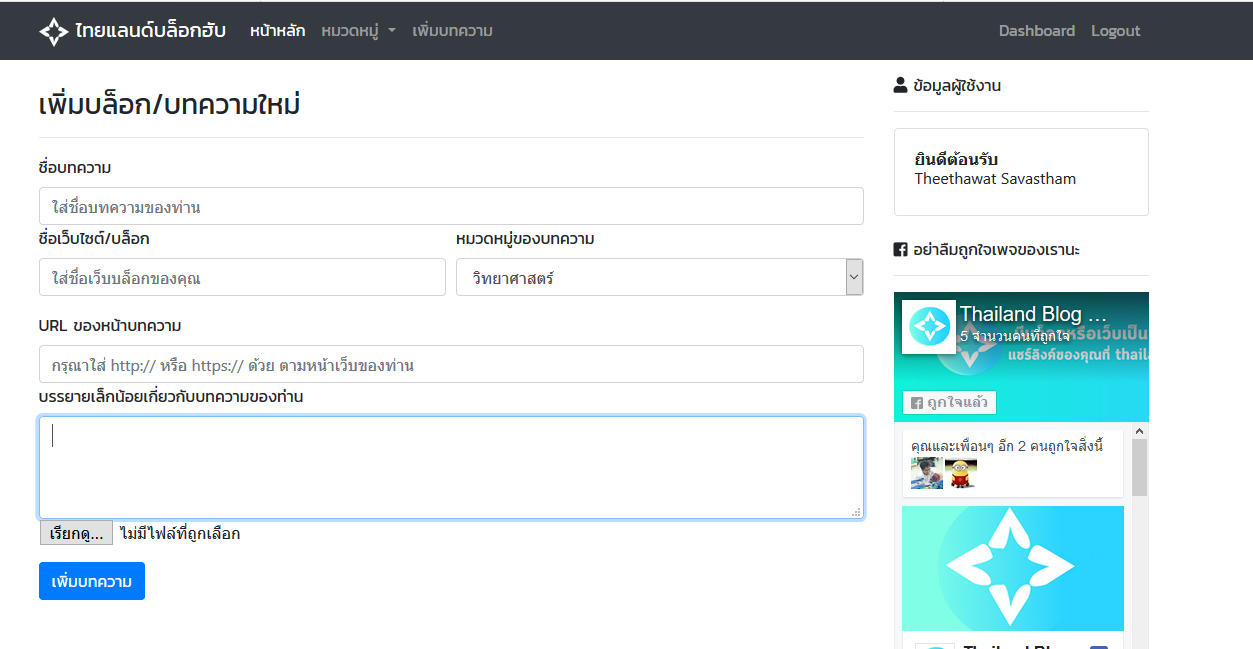 ไทยแลนด์บล็อกฮับ หน้าหลัก หมวดหมู่ เพิ่มบทความ Dashboard Logout
เพิ่มบล็อก/บทความใหม่
ชื่อบทความ
ใส่ชื่อบทความของท่าน
ชื่อเว็บไซต์/บล็อก
หมวดหมู่ของบทความ
ใส่ชื่อเว็บบล็อกของคุณ
วิทยาศาสตร์
URL ของหน้าบทความ
กรุณาใส่ http:// หรือ https:// ด้วย ตามหน้าเว็บของท่าน
บรรยายเล็กน้อยเกี่ยวกับบทความของท่าน
เรียกดู... ไม่มีไฟล์ที่ถูกเลือก
เพิ่มบทความ
ข้อมูลผู้ใช้งาน
ยินดีต้อนรับ
Theethawat Savastham
อย่าลืมถูกใจเพจของเรานะ
Thailand Blog ...
5 จำนวนคนที่ถูกใจ
หรือเว็บเป็น
แชร์ลิงค์ของคุณที่
ถูกใจแล้ว
คุณและเพื่อนๆ อีก 2 คนถูกใจสิ่งนี้